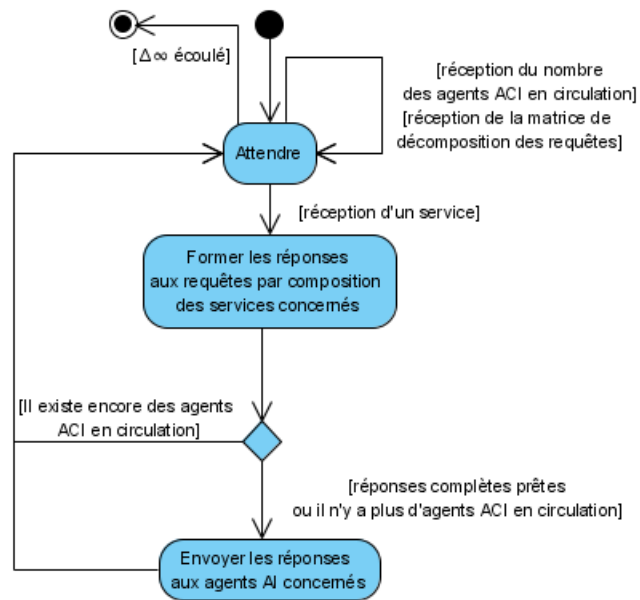 [Δ∞ écoulé]
[réception du nombre
des agents ACI en circulation]
[réception de la matrice de
décomposition des requêtes]
Attendre
[réception d'un service]
Former les réponses
aux requêtes par composition
des services concernés
[Il existe encore des agents
ACI en circulation]
[réponses complètes prêtes
ou il n'y a plus d'agents ACI en circulation]
Envoyer les réponses
aux agents AI concernés